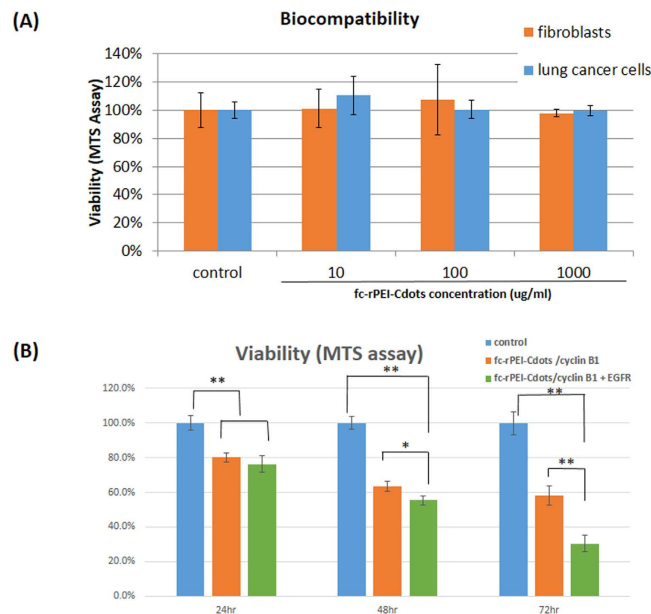 (A)
Biocompatibility
fibroblasts
lung cancer cells
Viability (MTS Assay)
140%
120%
100%
80%
60%
40%
20%
0%
control
10
100
1000
fc-rPEI-Cdots concentration (ug/ml)
(B)
Viability (MTS assay)
control
fc-rPEI-Cdots /cyclin B1
fc-rPEI-Cdots/cyclin B1 + EGFR
120.0%
100.0%
80.0%
60.0%
40.0%
20.0%
0.0%
**
**
*
**
**
24hr
48hr
72hr